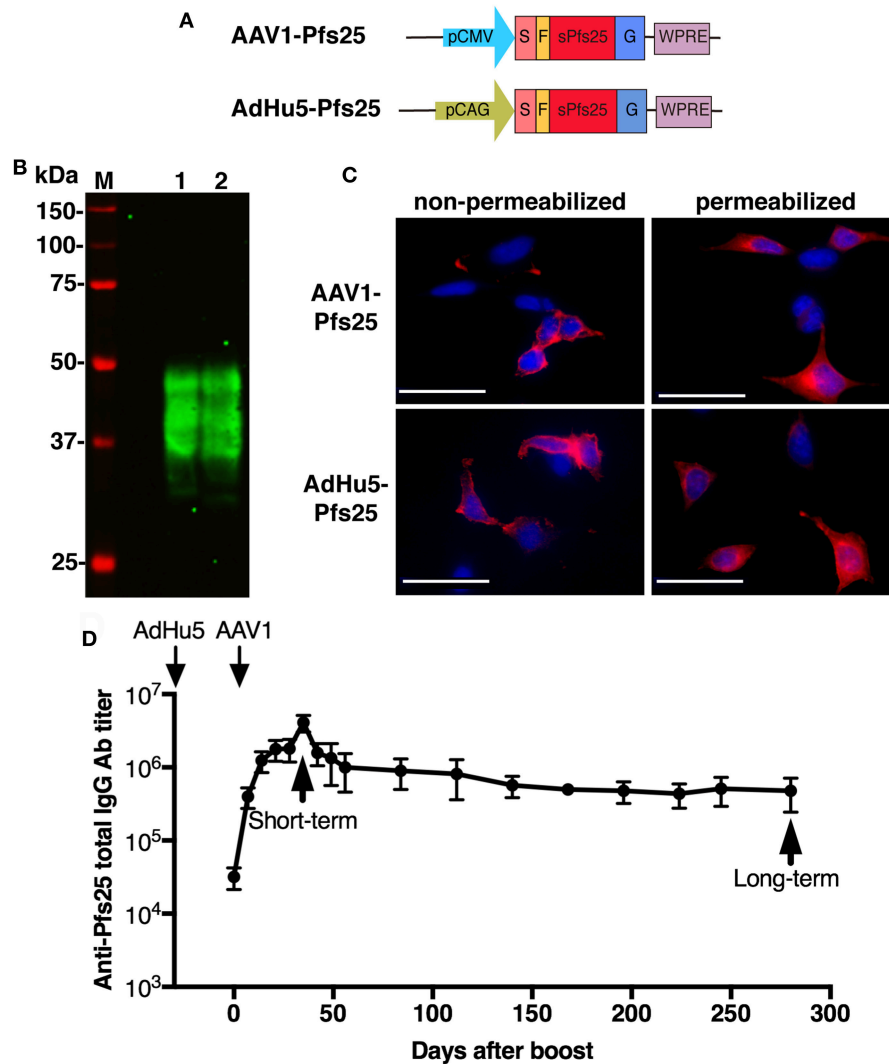 A
AAV1-Pfs25
pCMV S F sPfs25 G WPRE
AdHu5-Pfs25
pCAG S F sPfs25 G WPRE
B
kDa M 1 2
150-
100-
75-
50-
37-
25-
C
non-permeabilized permeabilized
AAV1-
Pfs25
AdHu5-
Pfs25
D
AdHu5 AAV1
Anti-Pfs25 total IgG Ab titer
10⁷
10⁶
10⁵
10⁴
10³
Short-term
Long-term
0 50 100 150 200 250 300
Days after boost